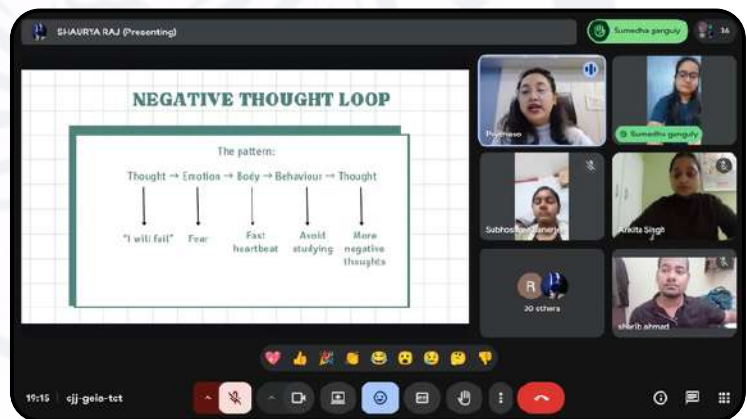 SHAURYA RAJ (Presenting)
Sumedha ganguly
36
NEGATIVE THOUGHT LOOP
The pattern:
Thought → Emotion → Body → Behaviour → Thought
"I will fail"
Fear
Fast
heartbeat
Avoid
studying
More
negative
thoughts
Sumedha ganguly
Ankita Singh
R
30 others
sharib ahmad
19:15
cjj-geia-tct